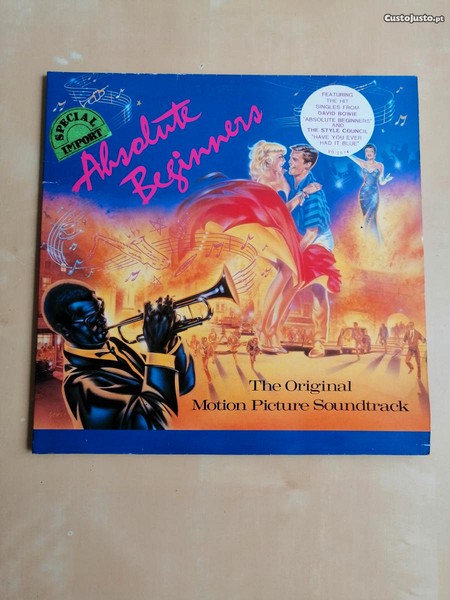 CustoJusto.pt
SPECIAL
IMPORT
Absolute
Beginners
FEATURING
THE HIT
SINGLES FROM
DAVID BOWIE
"ABSOLUTE BEGINNERS"
AND
THE STYLE COUNCIL
"HAVE YOU EVER
HAD IT BLUE"
The Original
Motion Picture Soundtrack